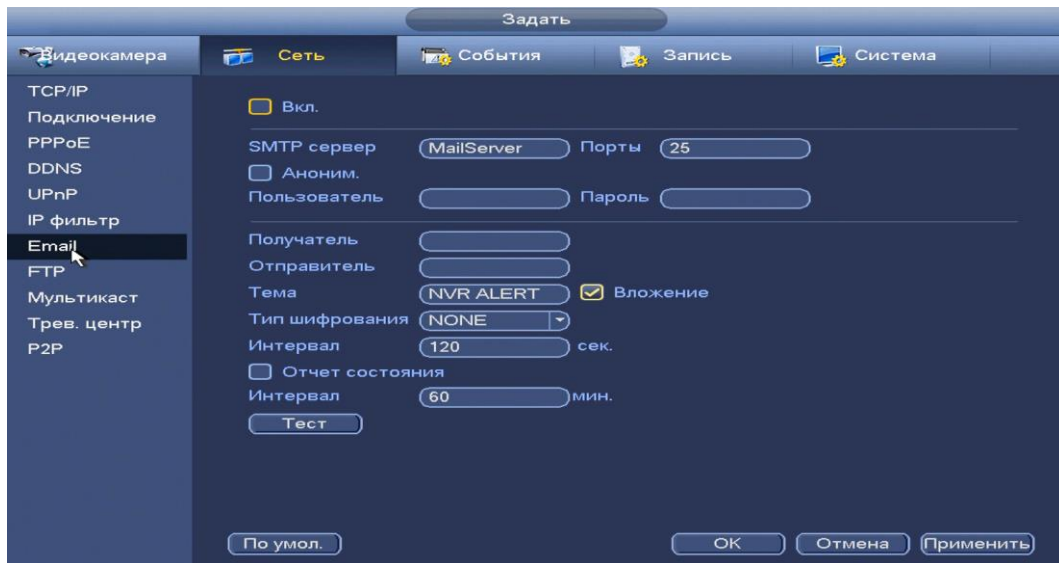 Задать
Видеокамера Сеть События Запись Система
TCP/IP
Подключение
PPPoE
DDNS
UPnP
IP фильтр
Email
FTP
Мультикаст
Трев. центр
P2P
Вкл.
SMTP сервер MailServer Порты 25
Аноним.
Пользователь Пароль
Получатель
Отправитель
Тема NVR ALERT Вложение
Тип шифрования NONE
Интервал 120 сек.
Отчет состояния
Интервал 60 мин.
Тест
По умол. OK Отмена Применить